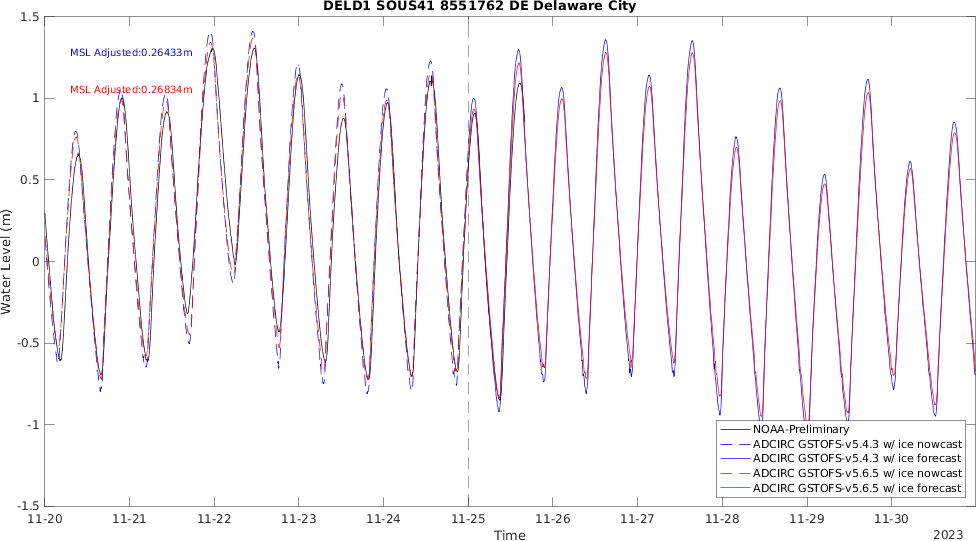 DELD1 SOUS41 8551762 DE Delaware City
1.5
MSL Adjusted:0.26433m
MSL Adjusted:0.26834m
1
0.5
0
-0.5
-1
-1.5
Water Level (m)
NOAA-Preliminary
ADCIRC GSTOFS-v5.4.3 w/ ice nowcast
ADCIRC GSTOFS-v5.4.3 w/ ice forecast
ADCIRC GSTOFS-v5.6.5 w/ ice nowcast
ADCIRC GSTOFS-v5.6.5 w/ ice forecast
11-20 11-21 11-22 11-23 11-24 11-25 11-26 11-27 11-28 11-29 11-30
Time
2023